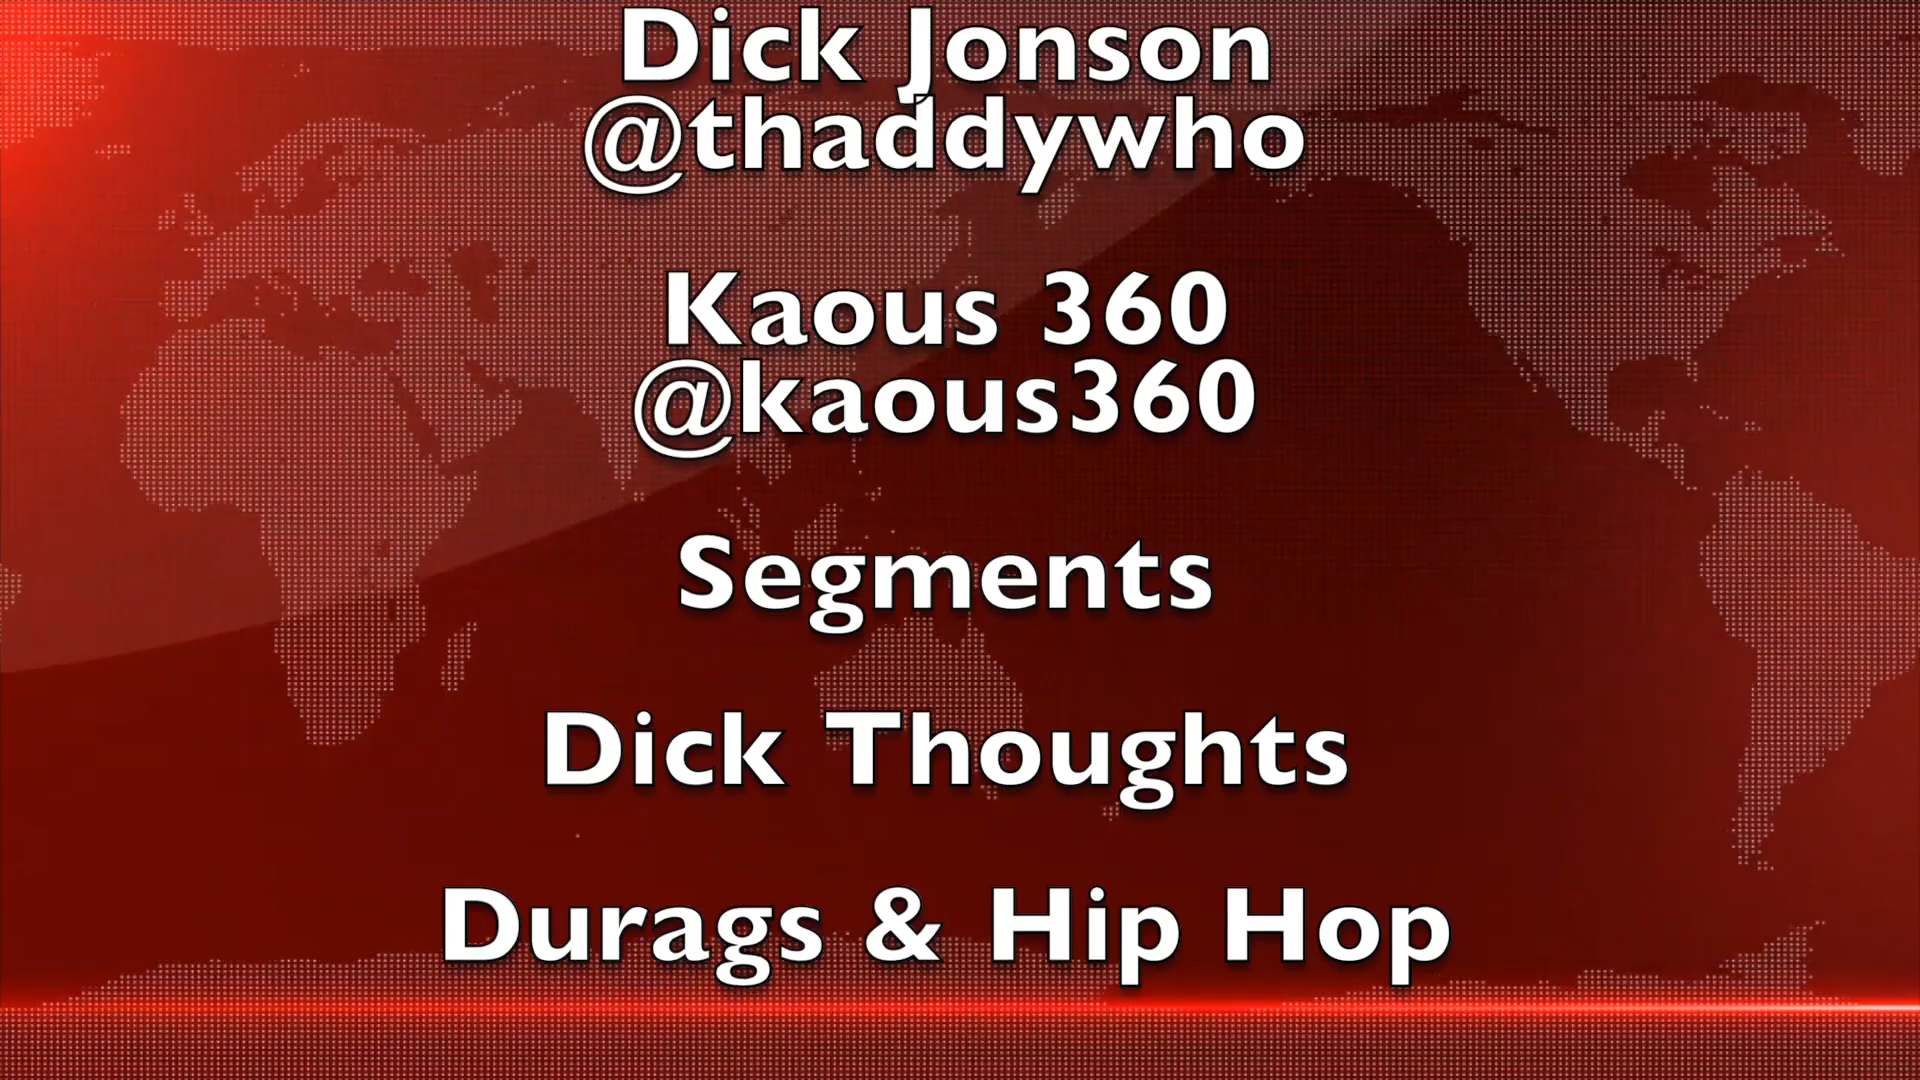 Dick Jonson
@thaddywho
Kaous 360
@kaous360
Segments
Dick Thoughts
Durags & Hip Hop